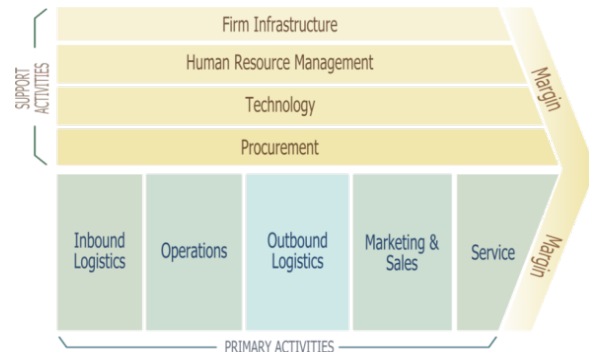 Firm Infrastructure
Human Resource Management
Technology
Procurement
SUPPORT
ACTIVITIES
Margin
Inbound
Logistics
Operations
Outbound
Logistics
Marketing &
Sales
Service
Margin
PRIMARY ACTIVITIES